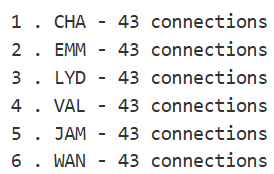 1 . CHA - 43 connections
2 . EMM - 43 connections
3 . LYD - 43 connections
4 . VAL - 43 connections
5 . JAM - 43 connections
6 . WAN - 43 connections